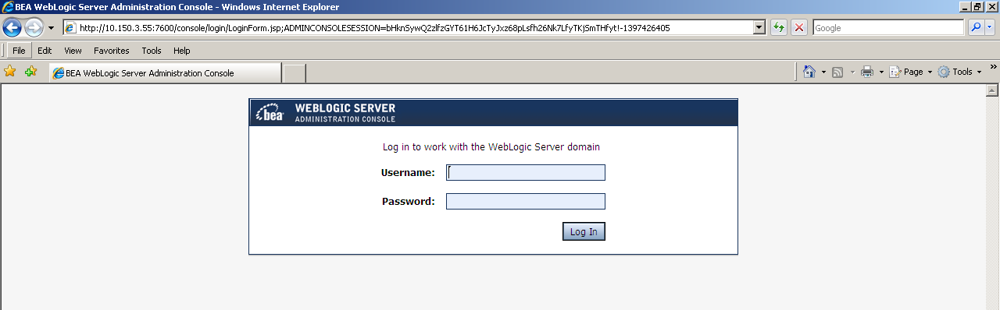 BEA WebLogic Server Administration Console - Windows Internet Explorer
http://10.150.3.55:7600/console/login/LoginForm.jsp;ADMINCONSOLESESSION=bHknSywQ2zlFcGYT61H6JcTyJxz68pLsfh26Nk7LfyTKjSmTHfyt!-1397426405
Google
File Edit View Favorites Tools Help
BEA WebLogic Server Administration Console
Page Tools
bea WEBLOGIC SERVER
ADMINISTRATION CONSOLE
Log in to work with the WebLogic Server domain
Username:
Password:
Log In